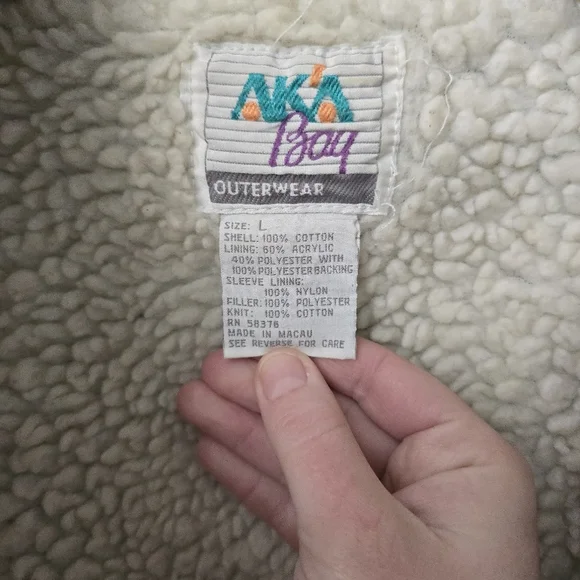 AK'A
Bay
OUTERWEAR
SIZE: L
SHELL: 100% COTTON
LINING: 60% ACRYLIC
40% POLYESTER WITH
100% POLYESTER BACKING
SLEEVE LINING:
100% NYLON
FILLER: 100% POLYESTER
KNIT: 100% COTTON
RN 58376
MADE IN MACAU
SEE REVERSE FOR CARE